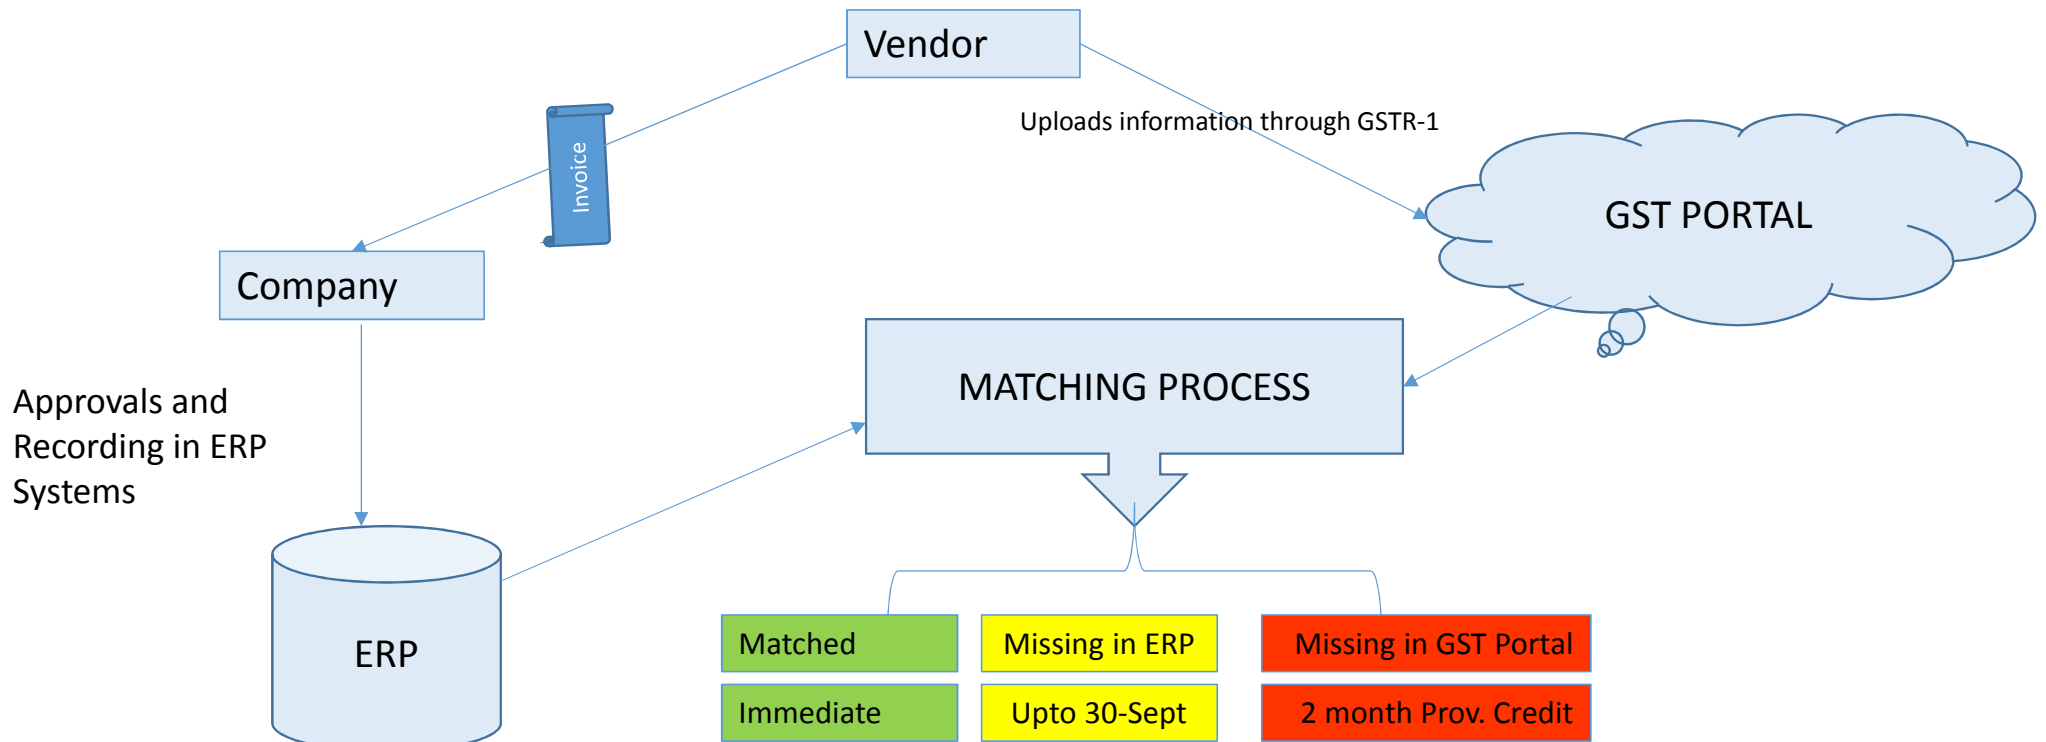 Vendor
Uploads information through GSTR-1
Invoice
GST PORTAL
Company
MATCHING PROCESS
Approvals and
Recording in ERP
Systems
ERP
Matched
Missing in ERP
Missing in GST Portal
Immediate
Upto 30-Sept
2 month Prov. Credit